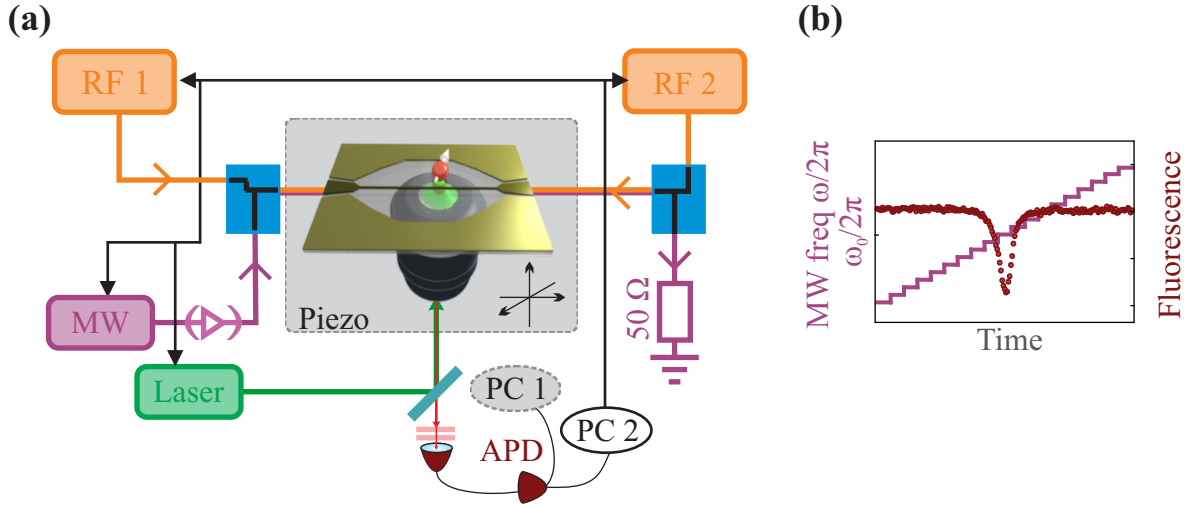 (a)
(b)
RF 1
RF 2
MW
Piezo
Laser
50 Ω
PC 1
PC 2
APD
MW freq ω/2π
ω₀/2π
Fluorescence
Time